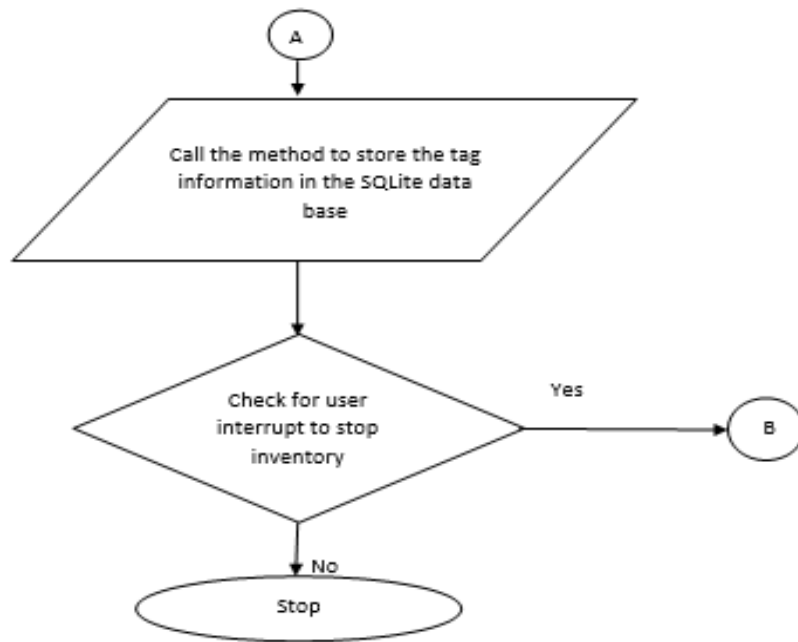 A
Call the method to store the tag
information in the SQLite data
base
Check for user
interrupt to stop
inventory
Yes
B
No
Stop